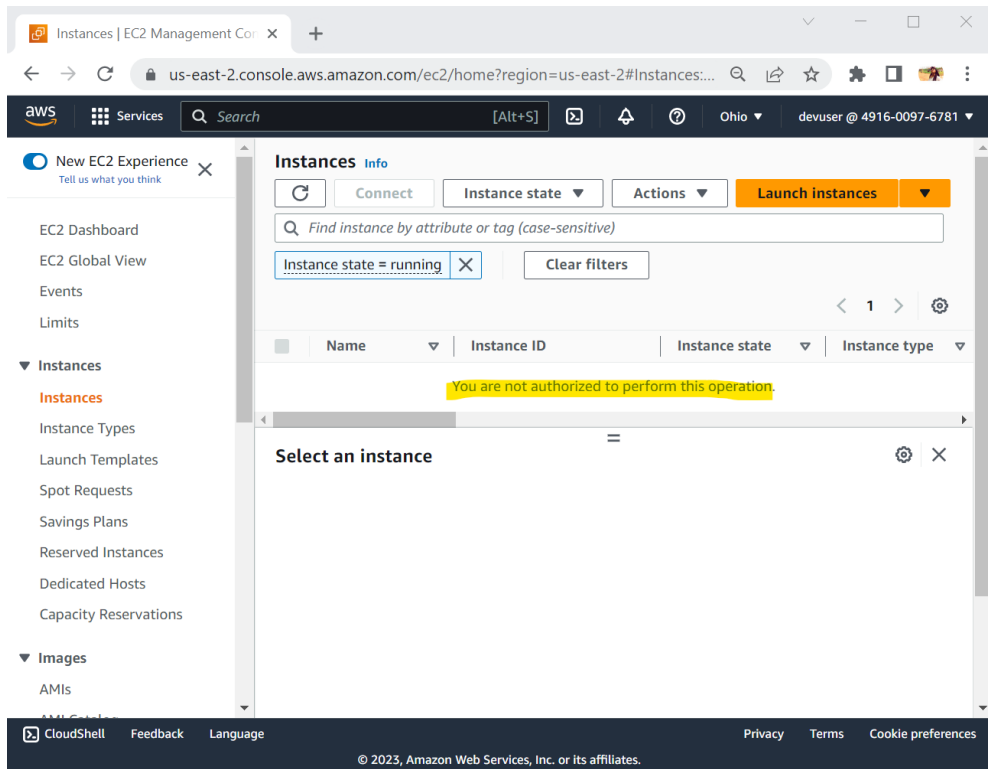 Instances | EC2 Management Con
us-east-2.console.aws.amazon.com/ec2/home?region=us-east-2#Instances:...
aws
Services
Search
[Alt+S]
Ohio
devuser @ 4916-0097-6781
New EC2 Experience
Tell us what you think
EC2 Dashboard
EC2 Global View
Events
Limits
Instances
Instances
Instance Types
Launch Templates
Spot Requests
Savings Plans
Reserved Instances
Dedicated Hosts
Capacity Reservations
Images
AMIs
Instances Info
Connect
Instance state
Actions
Launch instances
Find instance by attribute or tag (case-sensitive)
Instance state = running
Clear filters
1
Name
Instance ID
Instance state
Instance type
You are not authorized to perform this operation.
Select an instance
CloudShell
Feedback
Language
Privacy
Terms
Cookie preferences
© 2023, Amazon Web Services, Inc. or its affiliates.